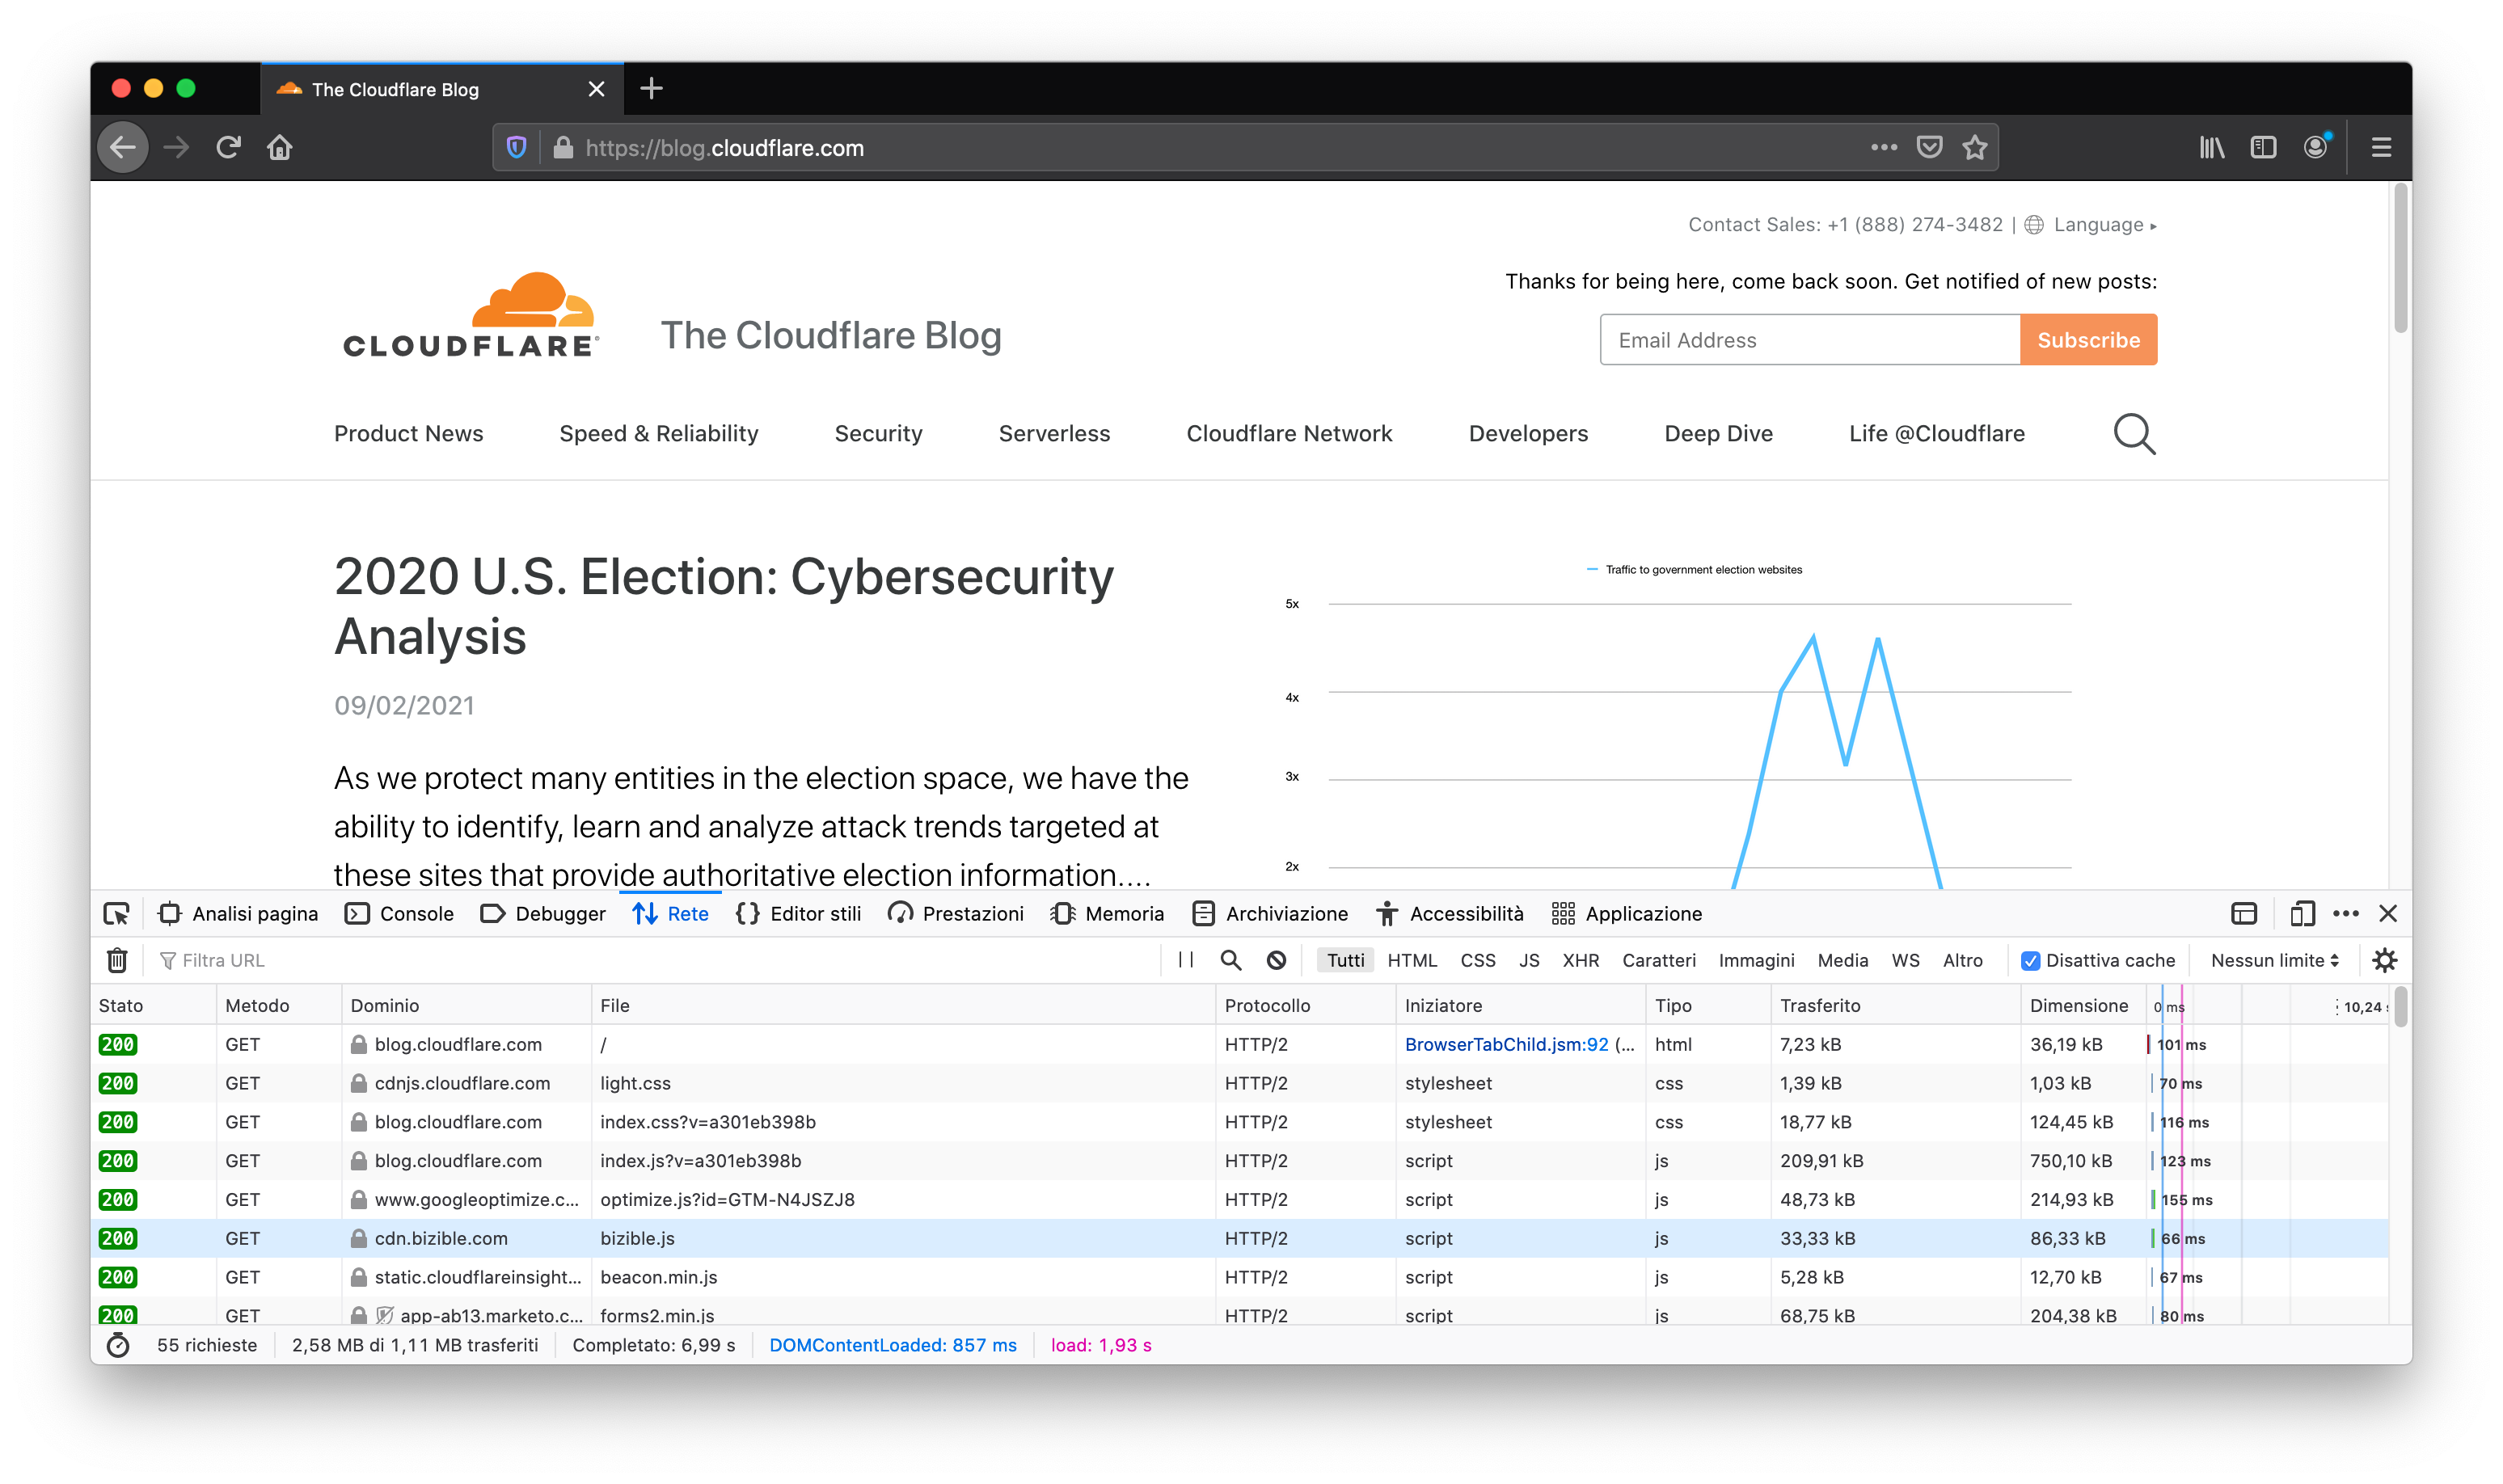 The Cloudflare Blog
https://blog.cloudflare.com
Contact Sales: +1 (888) 274-3482 | Language ▸
Thanks for being here, come back soon. Get notified of new posts:
CLOUDFLARE®
The Cloudflare Blog
Email Address Subscribe
Product News Speed & Reliability Security Serverless Cloudflare Network Developers Deep Dive Life @Cloudflare
2020 U.S. Election: Cybersecurity
Analysis
09/02/2021
As we protect many entities in the election space, we have the
ability to identify, learn and analyze attack trends targeted at
these sites that provide authoritative election information....
Traffic to government election websites
5x
4x
3x
2x
Analisi pagina Console Debugger Rete Editor stili Prestazioni Memoria Archiviazione Accessibilità Applicazione
Filtra URL Tutti HTML CSS JS XHR Caratteri Immagini Media WS Altro Disattiva cache Nessun limite
Stato Metodo Dominio File Protocollo Iniziatore Tipo Trasferito Dimensione 0 ms 10,24 s
200 GET blog.cloudflare.com / HTTP/2 BrowserTabChild.jsm:92 (... html 7,23 kB 36,19 kB 101 ms
200 GET cdnjs.cloudflare.com light.css HTTP/2 stylesheet css 1,39 kB 1,03 kB 70 ms
200 GET blog.cloudflare.com index.css?v=a301eb398b HTTP/2 stylesheet css 18,77 kB 124,45 kB 116 ms
200 GET blog.cloudflare.com index.js?v=a301eb398b HTTP/2 script js 209,91 kB 750,10 kB 123 ms
200 GET www.googleoptimize.c... optimize.js?id=GTM-N4JSZJ8 HTTP/2 script js 48,73 kB 214,93 kB 155 ms
200 GET cdn.bizible.com bizible.js HTTP/2 script js 33,33 kB 86,33 kB 66 ms
200 GET static.cloudflareinsight... beacon.min.js HTTP/2 script js 5,28 kB 12,70 kB 67 ms
200 GET app-ab13.marketo.c... forms2.min.js HTTP/2 script js 68,75 kB 204,38 kB 80 ms
55 richieste 2,58 MB di 1,11 MB trasferiti Completato: 6,99 s DOMContentLoaded: 857 ms load: 1,93 s